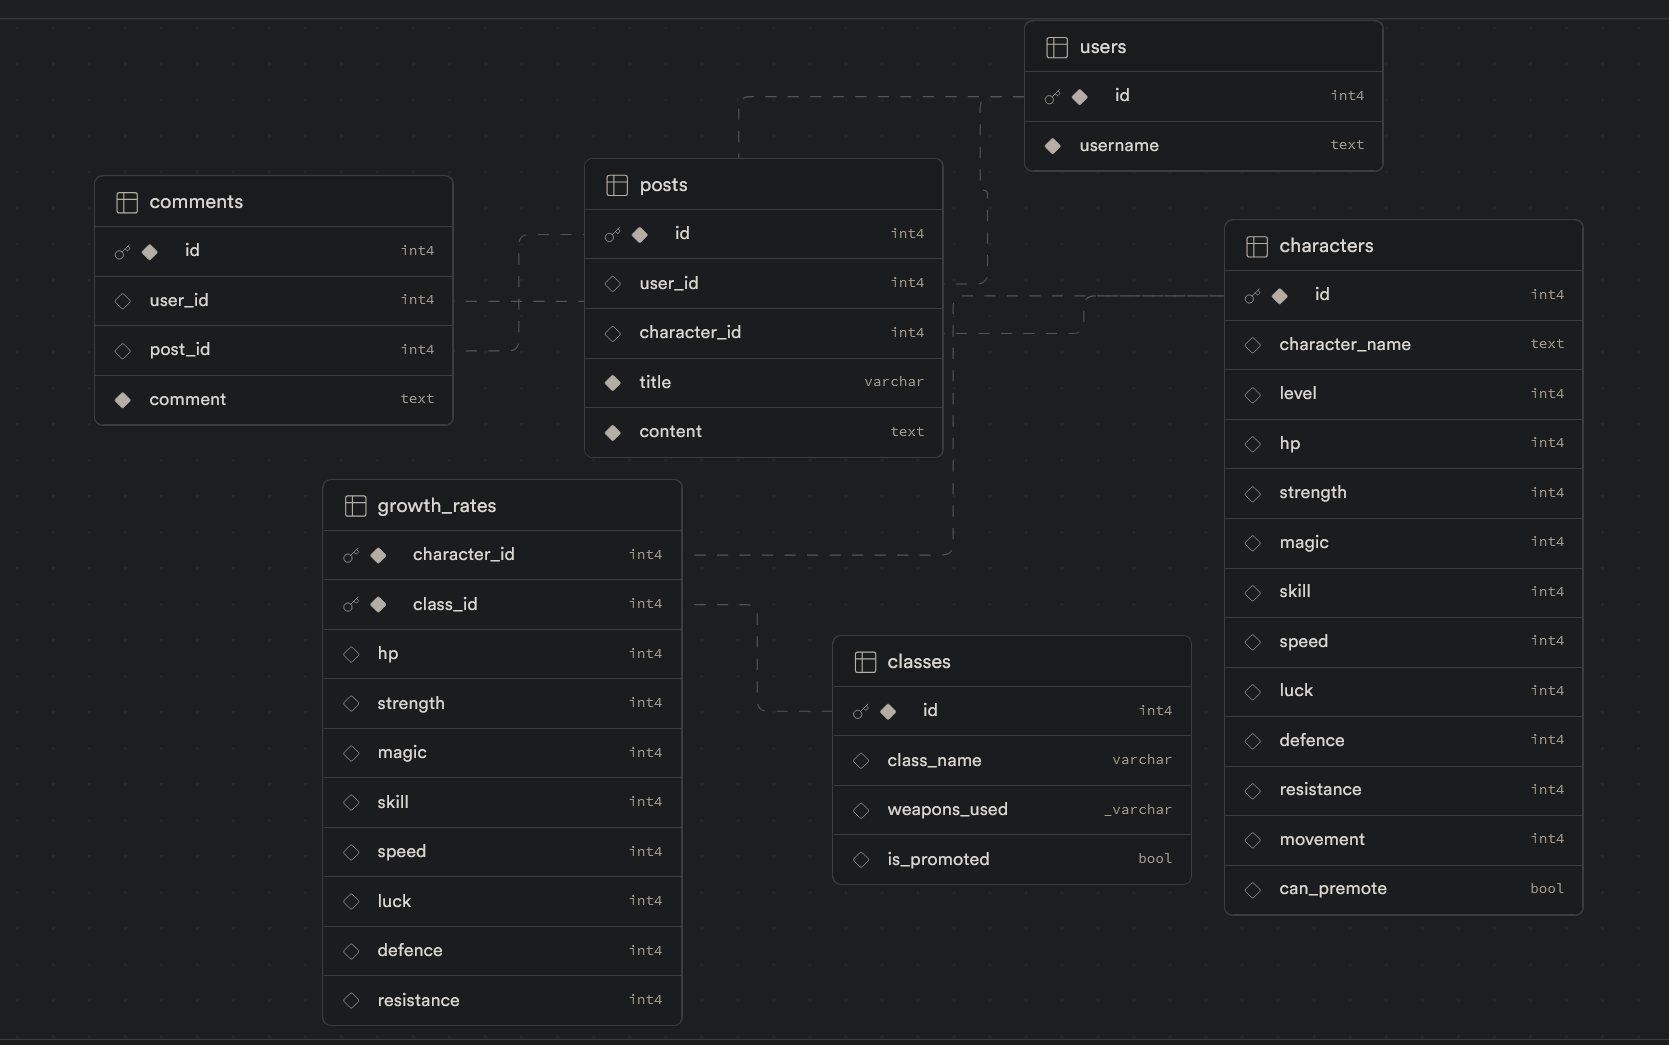 users
id int4
username text
comments
id int4
user_id int4
post_id int4
comment text
posts
id int4
user_id int4
character_id int4
title varchar
content text
characters
id int4
character_name text
level int4
hp int4
strength int4
magic int4
skill int4
speed int4
luck int4
defence int4
resistance int4
movement int4
can_premote bool
growth_rates
character_id int4
class_id int4
hp int4
strength int4
magic int4
skill int4
speed int4
luck int4
defence int4
resistance int4
classes
id int4
class_name varchar
weapons_used _varchar
is_promoted bool